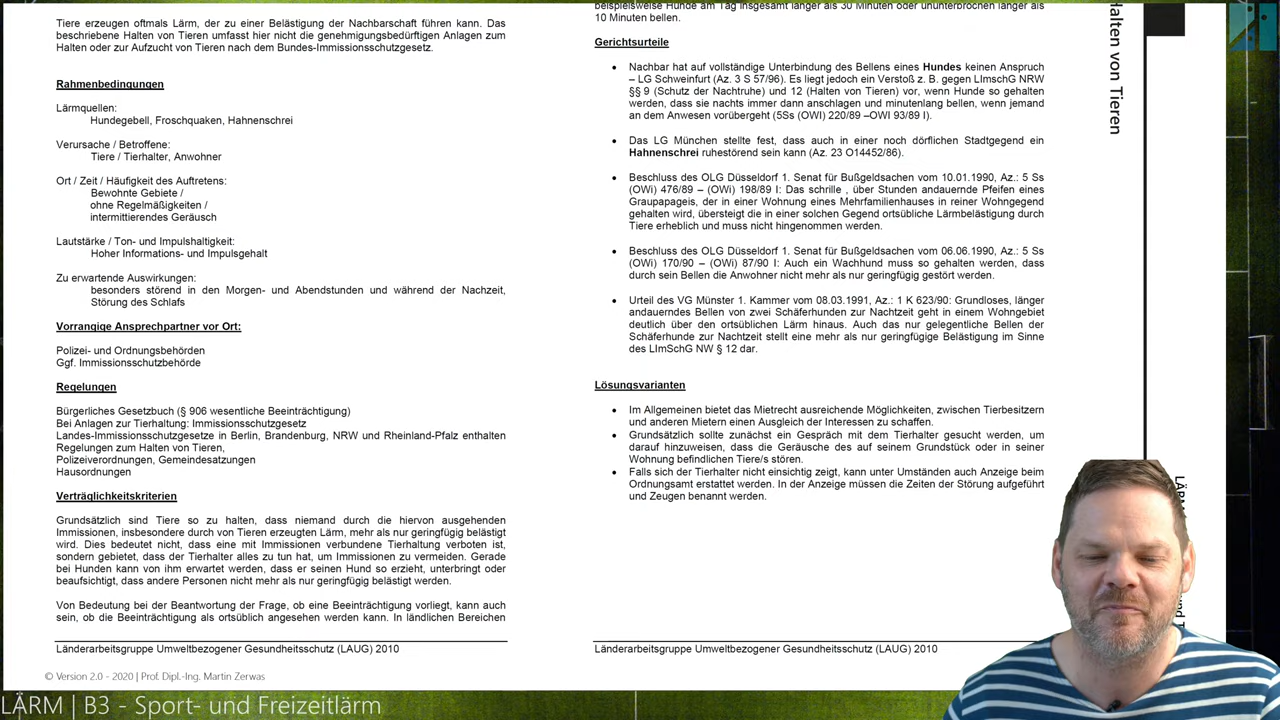 Tiere erzeugen oftmals Lärm, der zu einer Belästigung der Nachbarschaft führen kann. Das
beschriebene Halten von Tieren umfasst hier nicht die genehmigungsbedürftigen Anlagen zum
Halten oder zur Aufzucht von Tieren nach dem Bundes-Immissionsschutzgesetz.
Rahmenbedingungen
Lärmquellen:
Hundegebell, Froschquaken, Hahnenschrei
Verursache / Betroffene:
Tiere / Tierhalter, Anwohner
Ort / Zeit / Häufigkeit des Auftretens:
Bewohnte Gebiete /
ohne Regelmäßigkeiten /
intermittierendes Geräusch
Lautstärke / Ton- und Impulshaltigkeit:
Hoher Informations- und Impulsgehalt
Zu erwartende Auswirkungen:
besonders störend in den Morgen- und Abendstunden und während der Nachzeit,
Störung des Schlafs
Vorrangige Ansprechpartner vor Ort:
Polizei- und Ordnungsbehörden
Ggf. Immissionsschutzbehörde
Regelungen
Bürgerliches Gesetzbuch (§ 906 wesentliche Beeinträchtigung)
Bei Anlagen zur Tierhaltung: Immissionsschutzgesetz
Landes-Immissionsschutzgesetze in Berlin, Brandenburg, NRW und Rheinland-Pfalz enthalten
Regelungen zum Halten von Tieren,
Polizeiverordnungen, Gemeindesatzungen
Hausordnungen
Verträglichkeitskriterien
Grundsätzlich sind Tiere so zu halten, dass niemand durch die hiervon ausgehenden
Immissionen, insbesondere durch von Tieren erzeugten Lärm, mehr als nur geringfügig belästigt
wird. Dies bedeutet nicht, dass eine mit Immissionen verbundene Tierhaltung verboten ist,
sondern gebietet, dass der Tierhalter alles zu tun hat, um Immissionen zu vermeiden. Gerade
bei Hunden kann von ihm erwartet werden, dass er seinen Hund so erzieht, unterbringt oder
beaufsichtigt, dass andere Personen nicht mehr als nur geringfügig belästigt werden.
Von Bedeutung bei der Beantwortung der Frage, ob eine Beeinträchtigung vorliegt, kann auch
sein, ob die Beeinträchtigung als ortsüblich angesehen werden kann. In ländlichen Bereichen
Länderarbeitsgruppe Umweltbezogener Gesundheitsschutz (LAUG) 2010
beispielsweise Hunde am Tag insgesamt länger als 30 Minuten oder ununterbrochen länger als
10 Minuten bellen.
Gerichtsurteile
• Nachbar hat auf vollständige Unterbindung des Bellens eines Hundes keinen Anspruch
– LG Schweinfurt (Az. 3 S 57/96). Es liegt jedoch ein Verstoß z. B. gegen LImschG NRW
§§ 9 (Schutz der Nachtruhe) und 12 (Halten von Tieren) vor, wenn Hunde so gehalten
werden, dass sie nachts immer dann anschlagen und minutenlang bellen, wenn jemand
an dem Anwesen vorübergeht (5Ss (OWI) 220/89 –OWI 93/89 I).
• Das LG München stellte fest, dass auch in einer noch dörflichen Stadtgegend ein
Hahnenschrei ruhestörend sein kann (Az. 23 O14452/86).
• Beschluss des OLG Düsseldorf 1. Senat für Bußgeldsachen vom 10.01.1990, Az.: 5 Ss
(OWi) 476/89 – (OWi) 198/89 I: Das schrille , über Stunden andauernde Pfeifen eines
Graupapageis, der in einer Wohnung eines Mehrfamilienhauses in reiner Wohngegend
gehalten wird, übersteigt die in einer solchen Gegend ortsübliche Lärmbelästigung durch
Tiere erheblich und muss nicht hingenommen werden.
• Beschluss des OLG Düsseldorf 1. Senat für Bußgeldsachen vom 06.06.1990, Az.: 5 Ss
(OWi) 170/90 – (OWi) 87/90 I: Auch ein Wachhund muss so gehalten werden, dass
durch sein Bellen die Anwohner nicht mehr als nur geringfügig gestört werden.
• Urteil des VG Münster 1. Kammer vom 08.03.1991, Az.: 1 K 623/90: Grundloses, länger
andauerndes Bellen von zwei Schäferhunden zur Nachtzeit geht in einem Wohngebiet
deutlich über den ortsüblichen Lärm hinaus. Auch das nur gelegentliche Bellen der
Schäferhunde zur Nachtzeit stellt eine mehr als nur geringfügige Belästigung im Sinne
des LImSchG NW § 12 dar.
Lösungsvarianten
• Im Allgemeinen bietet das Mietrecht ausreichende Möglichkeiten, zwischen Tierbesitzern
und anderen Mietern einen Ausgleich der Interessen zu schaffen.
• Grundsätzlich sollte zunächst ein Gespräch mit dem Tierhalter gesucht werden, um
darauf hinzuweisen, dass die Geräusche des auf seinem Grundstück oder in seiner
Wohnung befindlichen Tiere/s stören.
• Falls sich der Tierhalter nicht einsichtig zeigt, kann unter Umständen auch Anzeige beim
Ordnungsamt erstattet werden. In der Anzeige müssen die Zeiten der Störung aufgeführt
und Zeugen benannt werden.
Länderarbeitsgruppe Umweltbezogener Gesundheitsschutz (LAUG) 2010
Halten von Tieren
LÄRM
© Version 2.0 - 2020 | Prof. Dipl.-Ing. Martin Zerwas
LÄRM | B3 - Sport- und Freizeitlärm